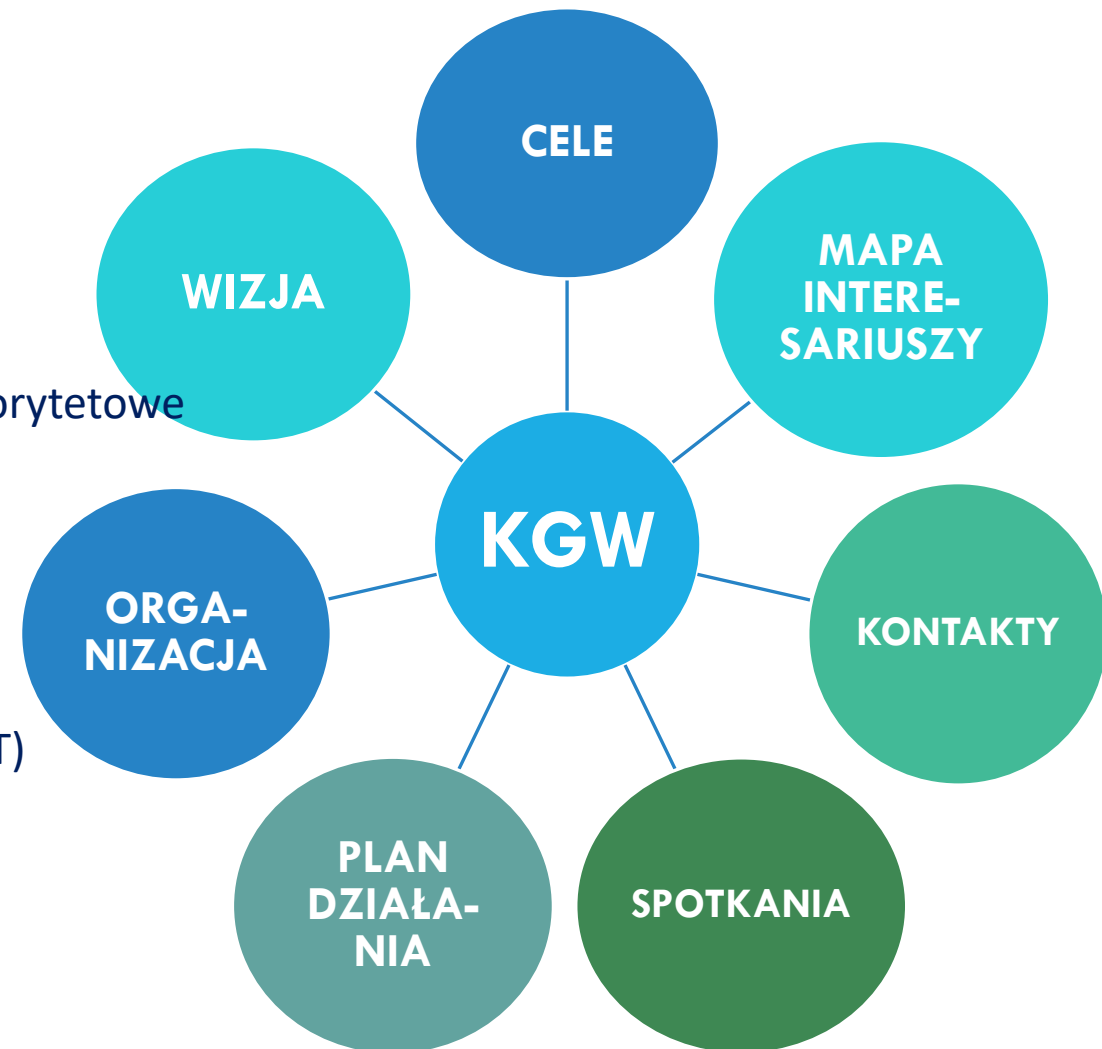 CELE
MAPA
INTERE-
SARIUSZY
WIZJA
orytetowe
KGW
ORGA-
NIZACJA
KONTAKTY
T)
PLAN
DZIAŁA-
NIA
SPOTKANIA